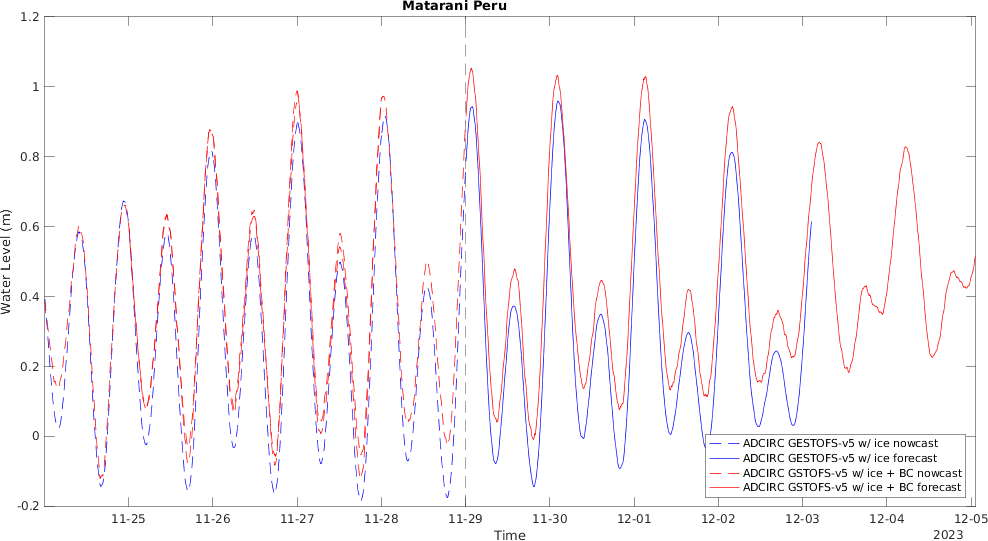 Matarani Peru
1.2
1
0.8
0.6
0.4
0.2
0
-0.2
Water Level (m)
11-25 11-26 11-27 11-28 11-29 11-30 12-01 12-02 12-03 12-04 12-05
Time
2023
ADCIRC GESTOFS-v5 w/ ice nowcast
ADCIRC GESTOFS-v5 w/ ice forecast
ADCIRC GSTOFS-v5 w/ ice + BC nowcast
ADCIRC GSTOFS-v5 w/ ice + BC forecast